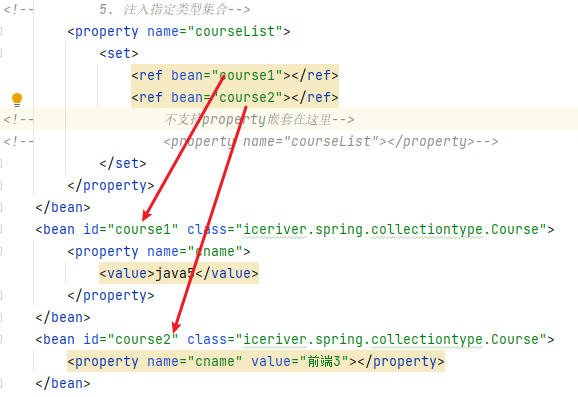 <!--        5. 注入指定类型集合-->
        <property name="courseList">
            <set>
                <ref bean="course1"></ref>
                <ref bean="course2"></ref>
<!--                不支持property嵌套在这里-->
<!--                <property name="courseList"></property>-->
            </set>
        </property>
    </bean>
    <bean id="course1" class="iceriver.spring.collectiontype.Course">
        <property name="cname">
            <value>java5</value>
        </property>
    </bean>
    <bean id="course2" class="iceriver.spring.collectiontype.Course">
        <property name="cname" value="前端3"></property>
    </bean>